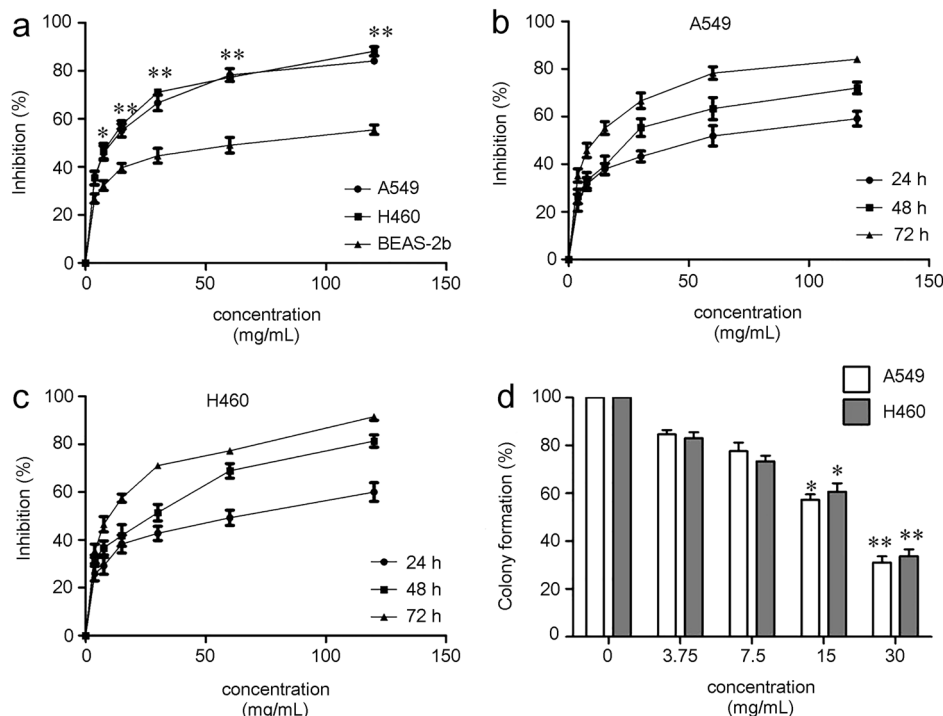 a
100
80
60
40
20
0
Inhibition (%)
*
**
**
**
**
A549
H460
BEAS-2b
0 50 100 150
concentration
(mg/mL)
b
A549
100
80
60
40
20
0
Inhibition (%)
24 h
48 h
72 h
0 50 100 150
concentration
(mg/mL)
c
H460
100
80
60
40
20
0
Inhibition (%)
24 h
48 h
72 h
0 50 100 150
concentration
(mg/mL)
d
A549
H460
100
80
60
40
20
0
Colony formation (%)
* *
** **
0 3.75 7.5 15 30
concentration
(mg/mL)